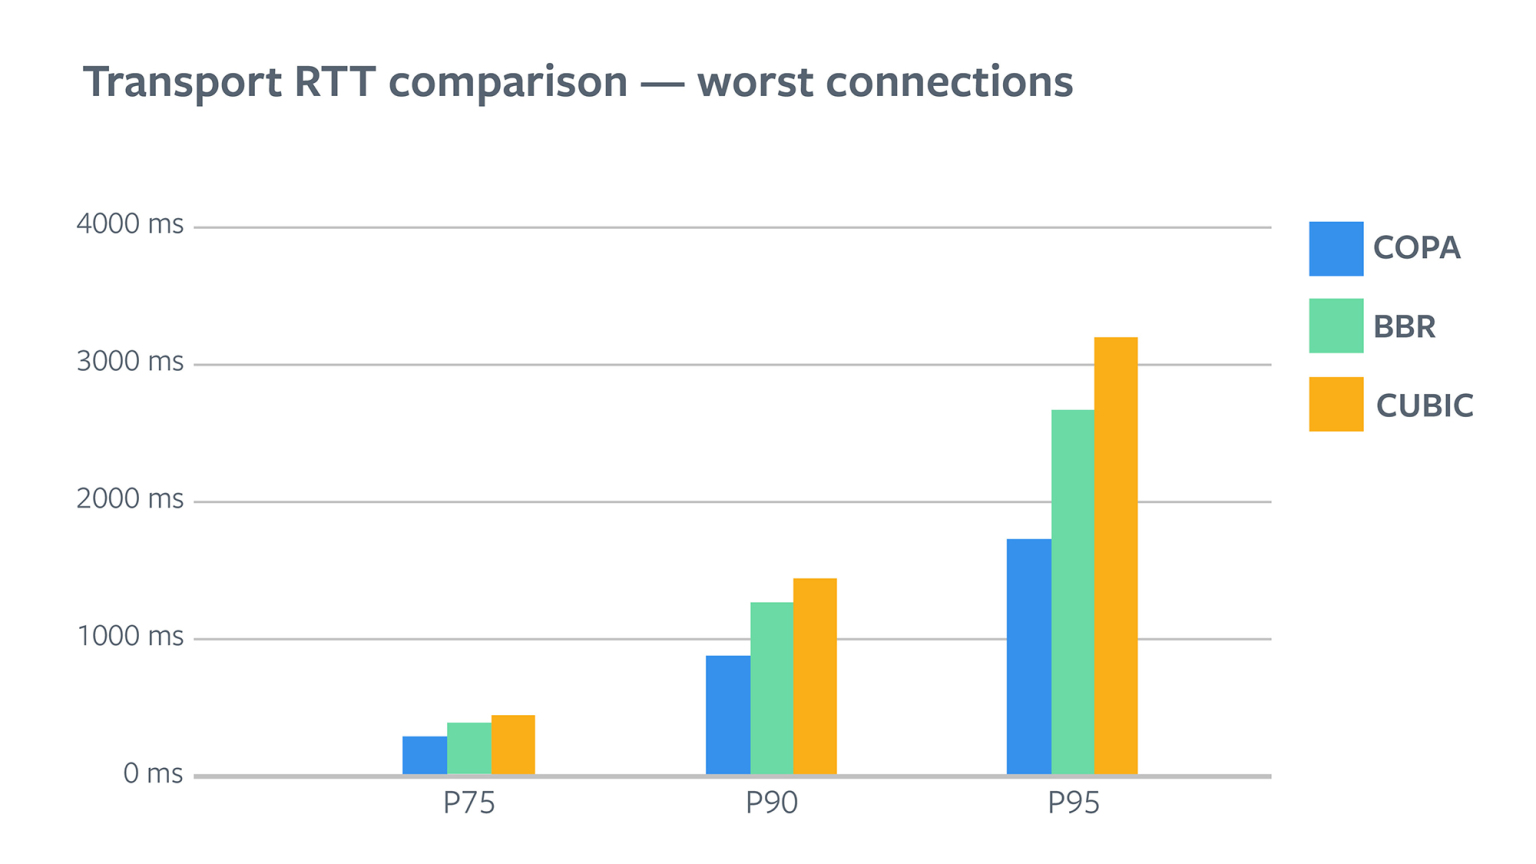 Transport RTT comparison — worst connections
4000 ms
3000 ms
2000 ms
1000 ms
0 ms
P75
P90
P95
COPA
BBR
CUBIC